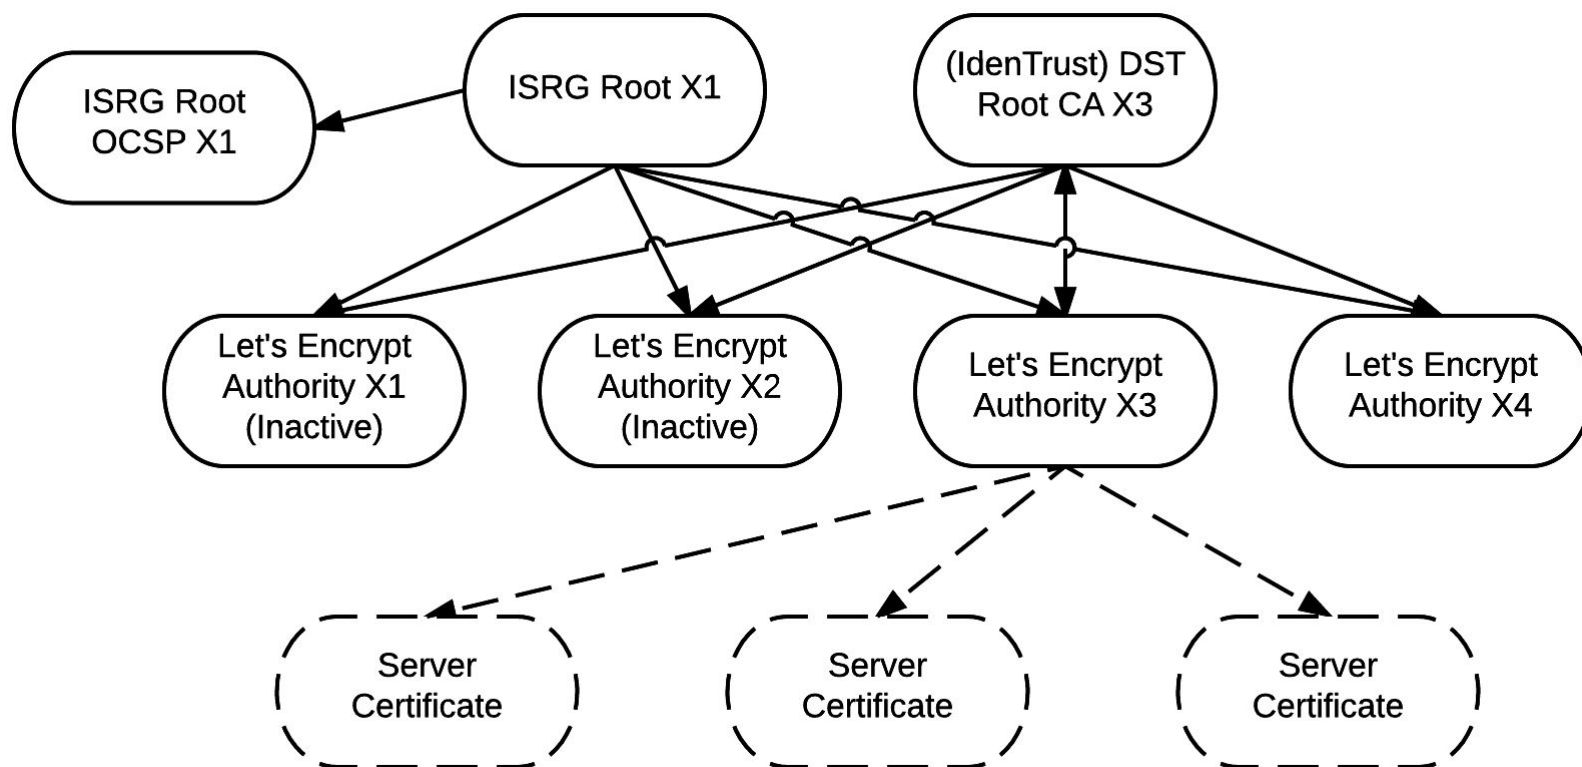 ISRG Root
OCSP X1
ISRG Root X1
(IdenTrust) DST
Root CA X3
Let's Encrypt
Authority X1
(Inactive)
Let's Encrypt
Authority X2
(Inactive)
Let's Encrypt
Authority X3
Let's Encrypt
Authority X4
Server
Certificate
Server
Certificate
Server
Certificate